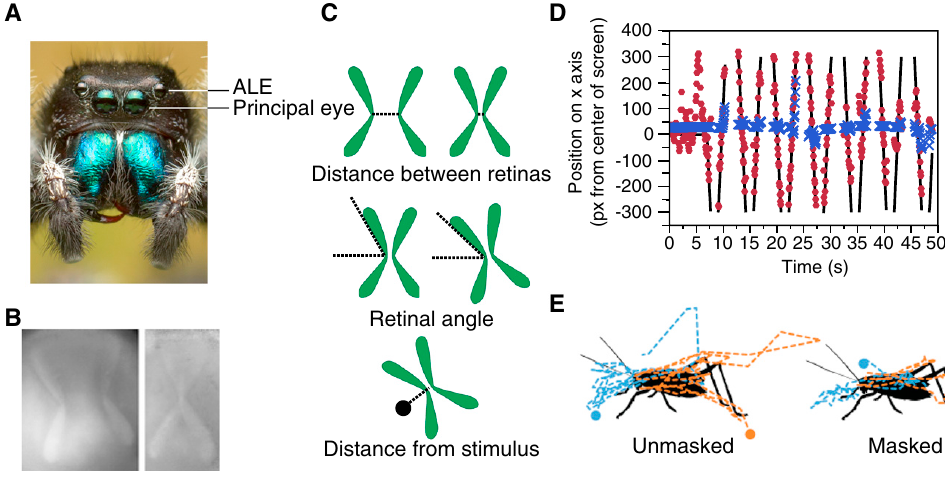 A
ALE
Principal eye
B
C
Distance between retinas
Retinal angle
Distance from stimulus
D
Position on x axis
(px from center of screen)
400
300
200
100
0
-100
-200
-300
0 5 10 15 20 25 30 35 40 45 50
Time (s)
E
Unmasked
Masked